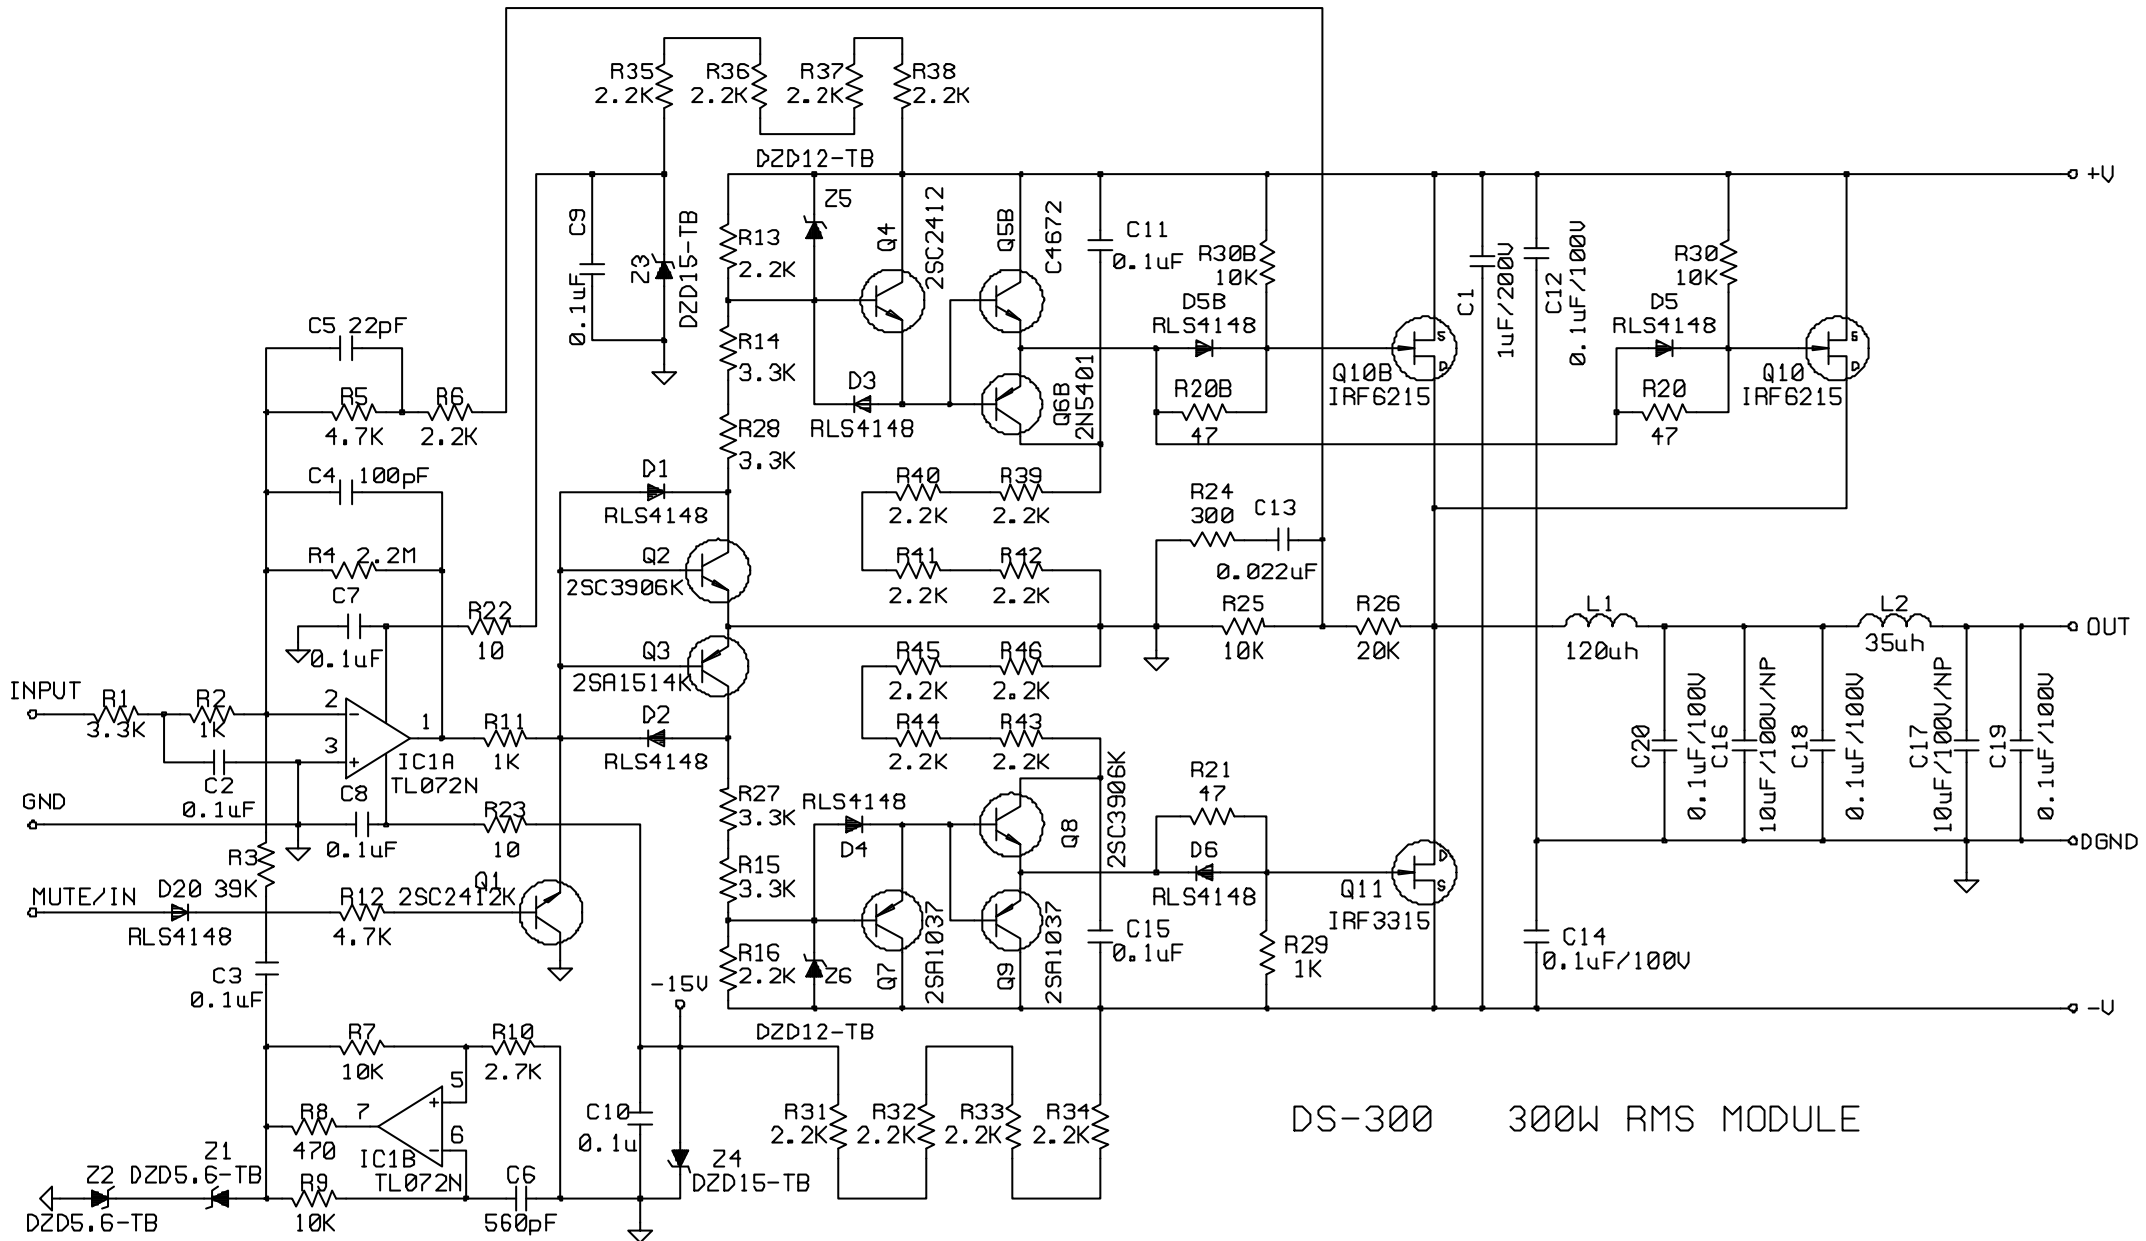 R35
2.2K
R36
2.2K
R37
2.2K
R38
2.2K
DZD12-TB
+V
Z5
C9
0.1uF
Z3
DZD15-TB
R13
2.2K
Q4
2SC2412
Q5B
C4672
C11
0.1uF
R30B
10K
D5B
RLS4148
C1
1uF/200V
C12
0.1uF/100V
R30
10K
D5
RLS4148
C5 22pF
R5
4.7K
R6
2.2K
R14
3.3K
D3
RLS4148
Q6B
2N5401
R20B
47
Q10B
IRF6215
R20
47
Q10
IRF6215
S
D
S
D
R28
3.3K
C4 100pF
D1
RLS4148
R40
2.2K
R39
2.2K
R24
300
C13
0.022uF
R4 2.2M
Q2
2SC3906K
R41
2.2K
R42
2.2K
C7
0.1uF
R22
10
R25
10K
R26
20K
L1
120uh
L2
35uh
OUT
Q3
2SA1514K
R45
2.2K
R46
2.2K
INPUT
R1
3.3K
R2
1K
2
3
1
IC1A
TL072N
R11
1K
D2
RLS4148
R44
2.2K
R43
2.2K
C20
0.1uF/100V
C16
10uF/100V/NP
C18
0.1uF/100V
C17
10uF/100V/NP
C19
0.1uF/100V
C2
0.1uF
GND
C8
0.1uF
R23
10
R27
3.3K
RLS4148
D4
Q8
2SC3906K
R21
47
D6
RLS4148
D
S
Q11
IRF3315
DGND
R3
39K
MUTE/IN
D20
RLS4148
R12
4.7K
Q1
2SC2412K
R15
3.3K
R16
2.2K
Z6
Q7
2SA1037
Q9
2SA1037
C15
0.1uF
R29
1K
C14
0.1uF/100V
C3
0.1uF
-15V
-V
DZD12-TB
R7
10K
R10
2.7K
5
6
7
R8
470
IC1B
TL072N
C10
0.1u
R31
2.2K
R32
2.2K
R33
2.2K
R34
2.2K
DS-300 300W RMS MODULE
Z2
DZD5.6-TB
Z1
DZD5.6-TB
R9
10K
C6
560pF
Z4
DZD15-TB